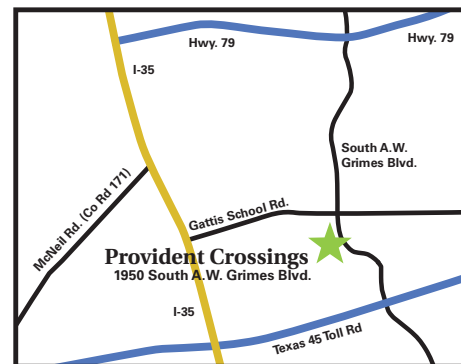 Hwy. 79
Hwy. 79
I-35
South A.W.
Grimes Blvd.
McNeil Rd. (Co Rd 171)
Gattis School Rd.
Provident Crossings
1950 South A.W. Grimes Blvd.
I-35
Texas 45 Toll Rd